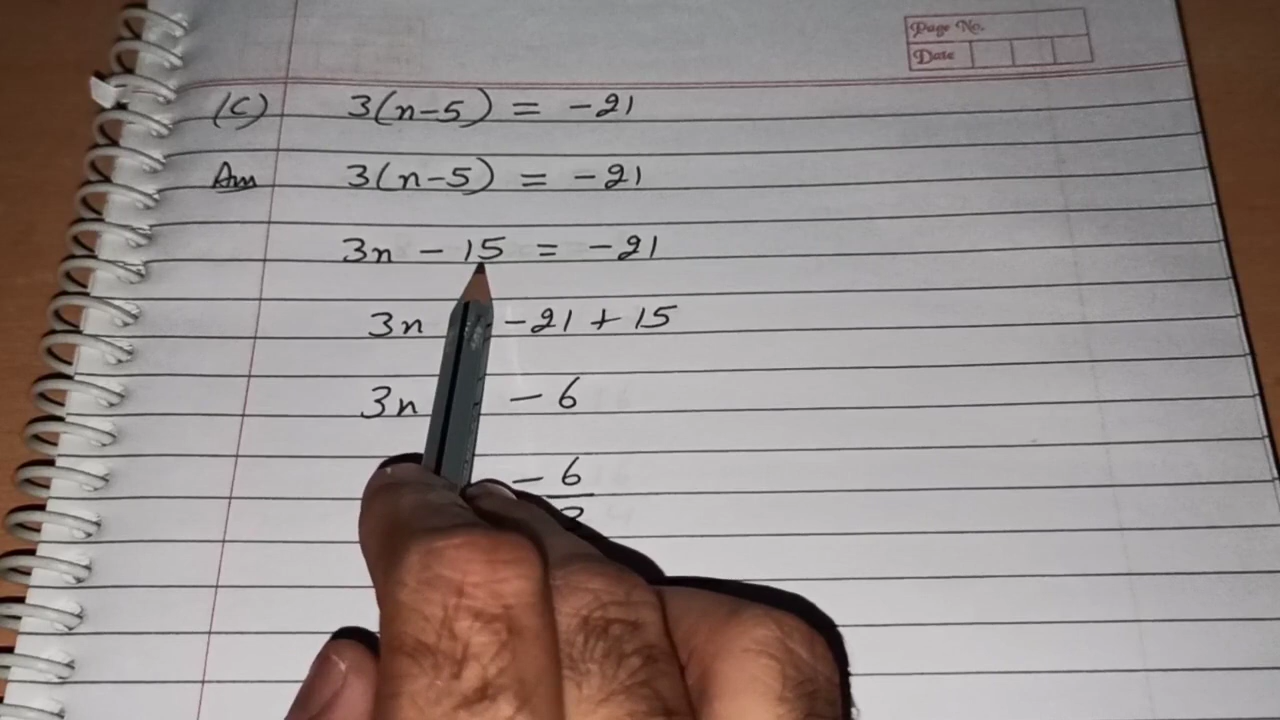 Page No.
Date
(C) 3(n-5) = -21
Ans 3(n-5) = -21
3n - 15 = -21
3n -21 + 15
3n - 6
- 6